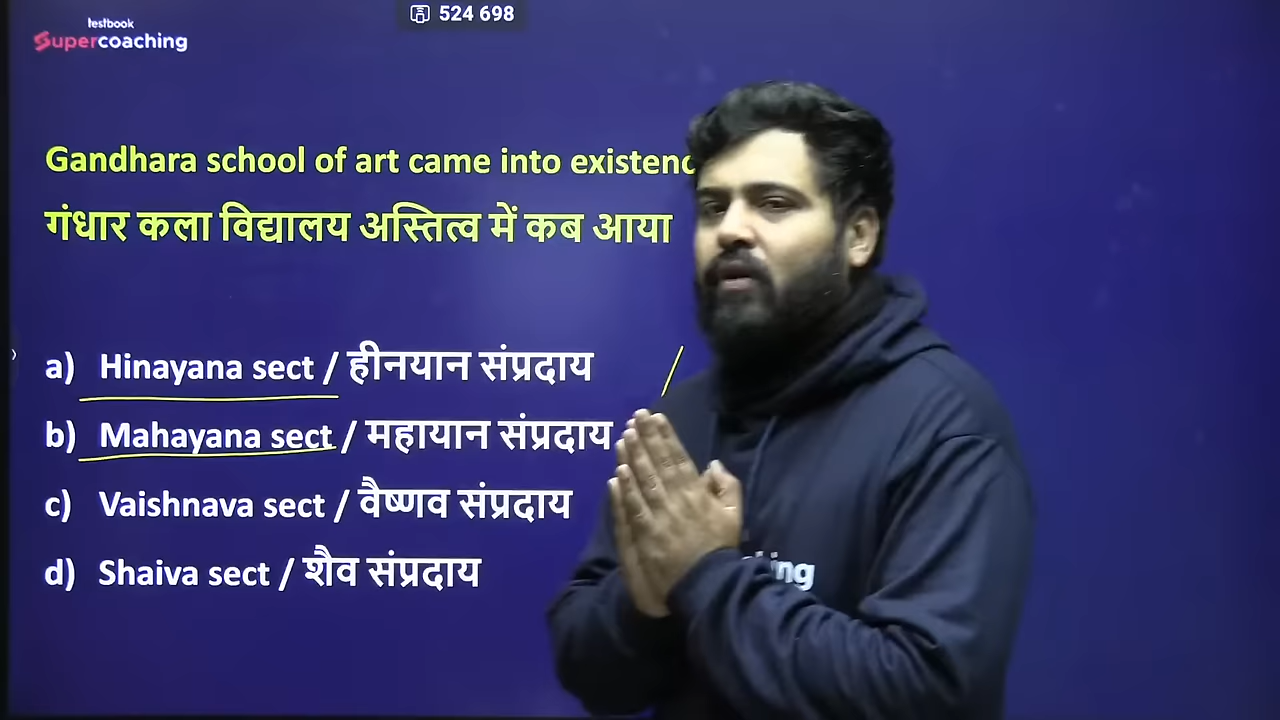 testbook
Supercoaching
524 698
Gandhara school of art came into
गंधार कला विद्यालय अस्तित्व में कब आया
a) Hinayana sect / हीनयान संप्रदाय
b) Mahayana sect / महायान संप्रदाय
c) Vaishnava sect / वैष्णव संप्रदाय
d) Shaiva sect / शैव संप्रदाय